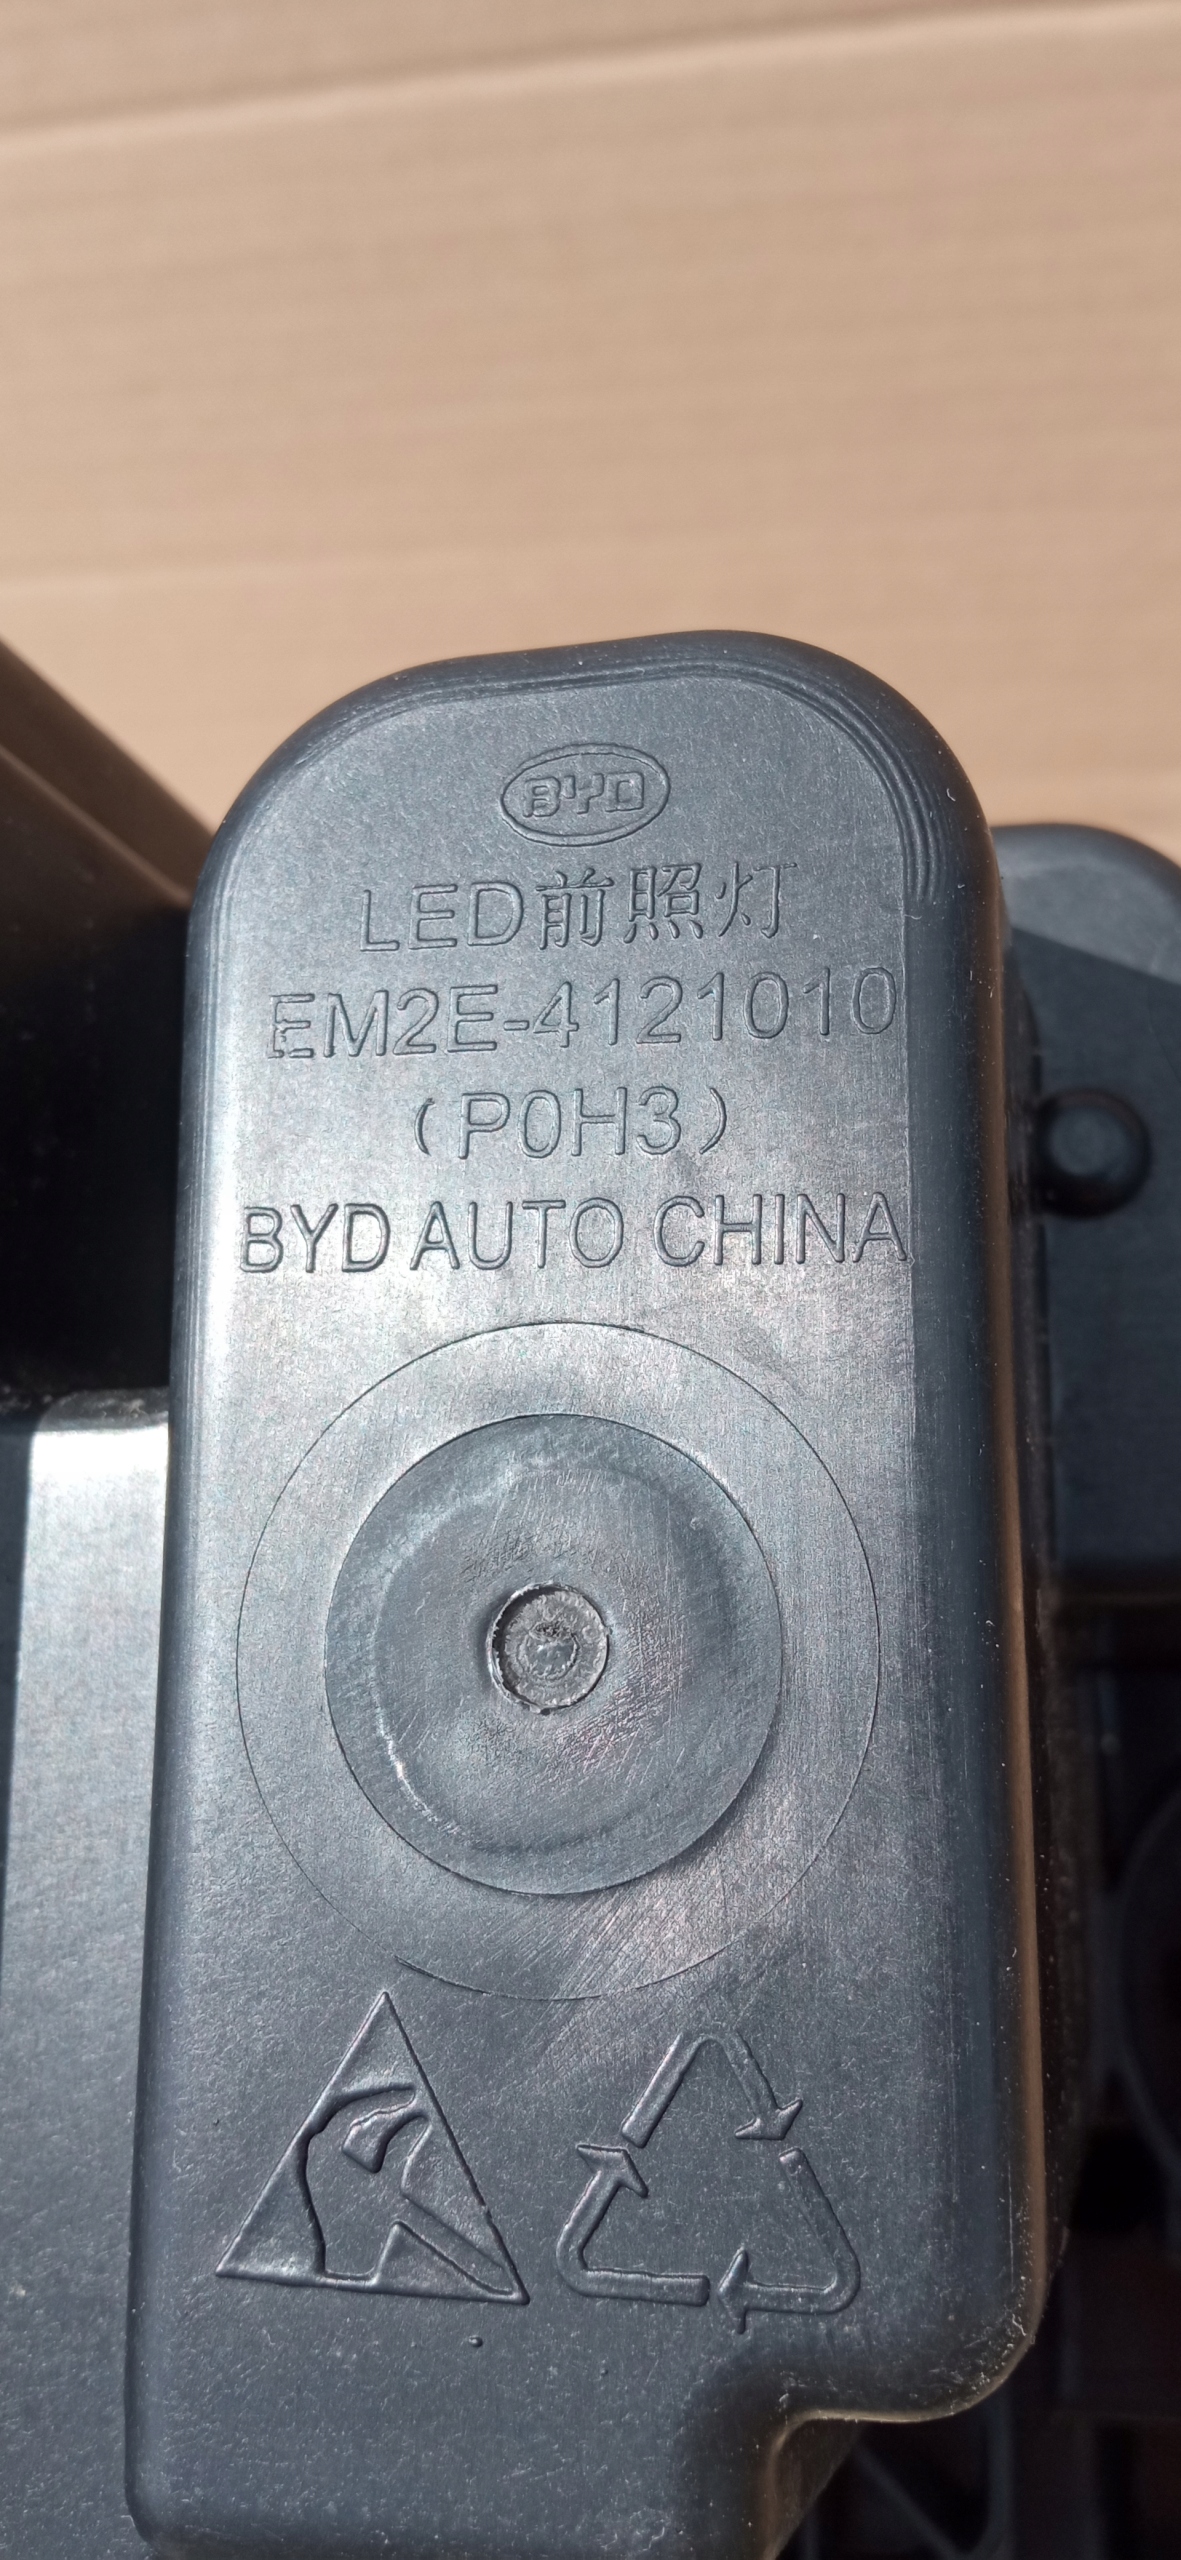 BYD
LED前照灯
EM2E-4121010
（P0H3）
BYD AUTO CHINA